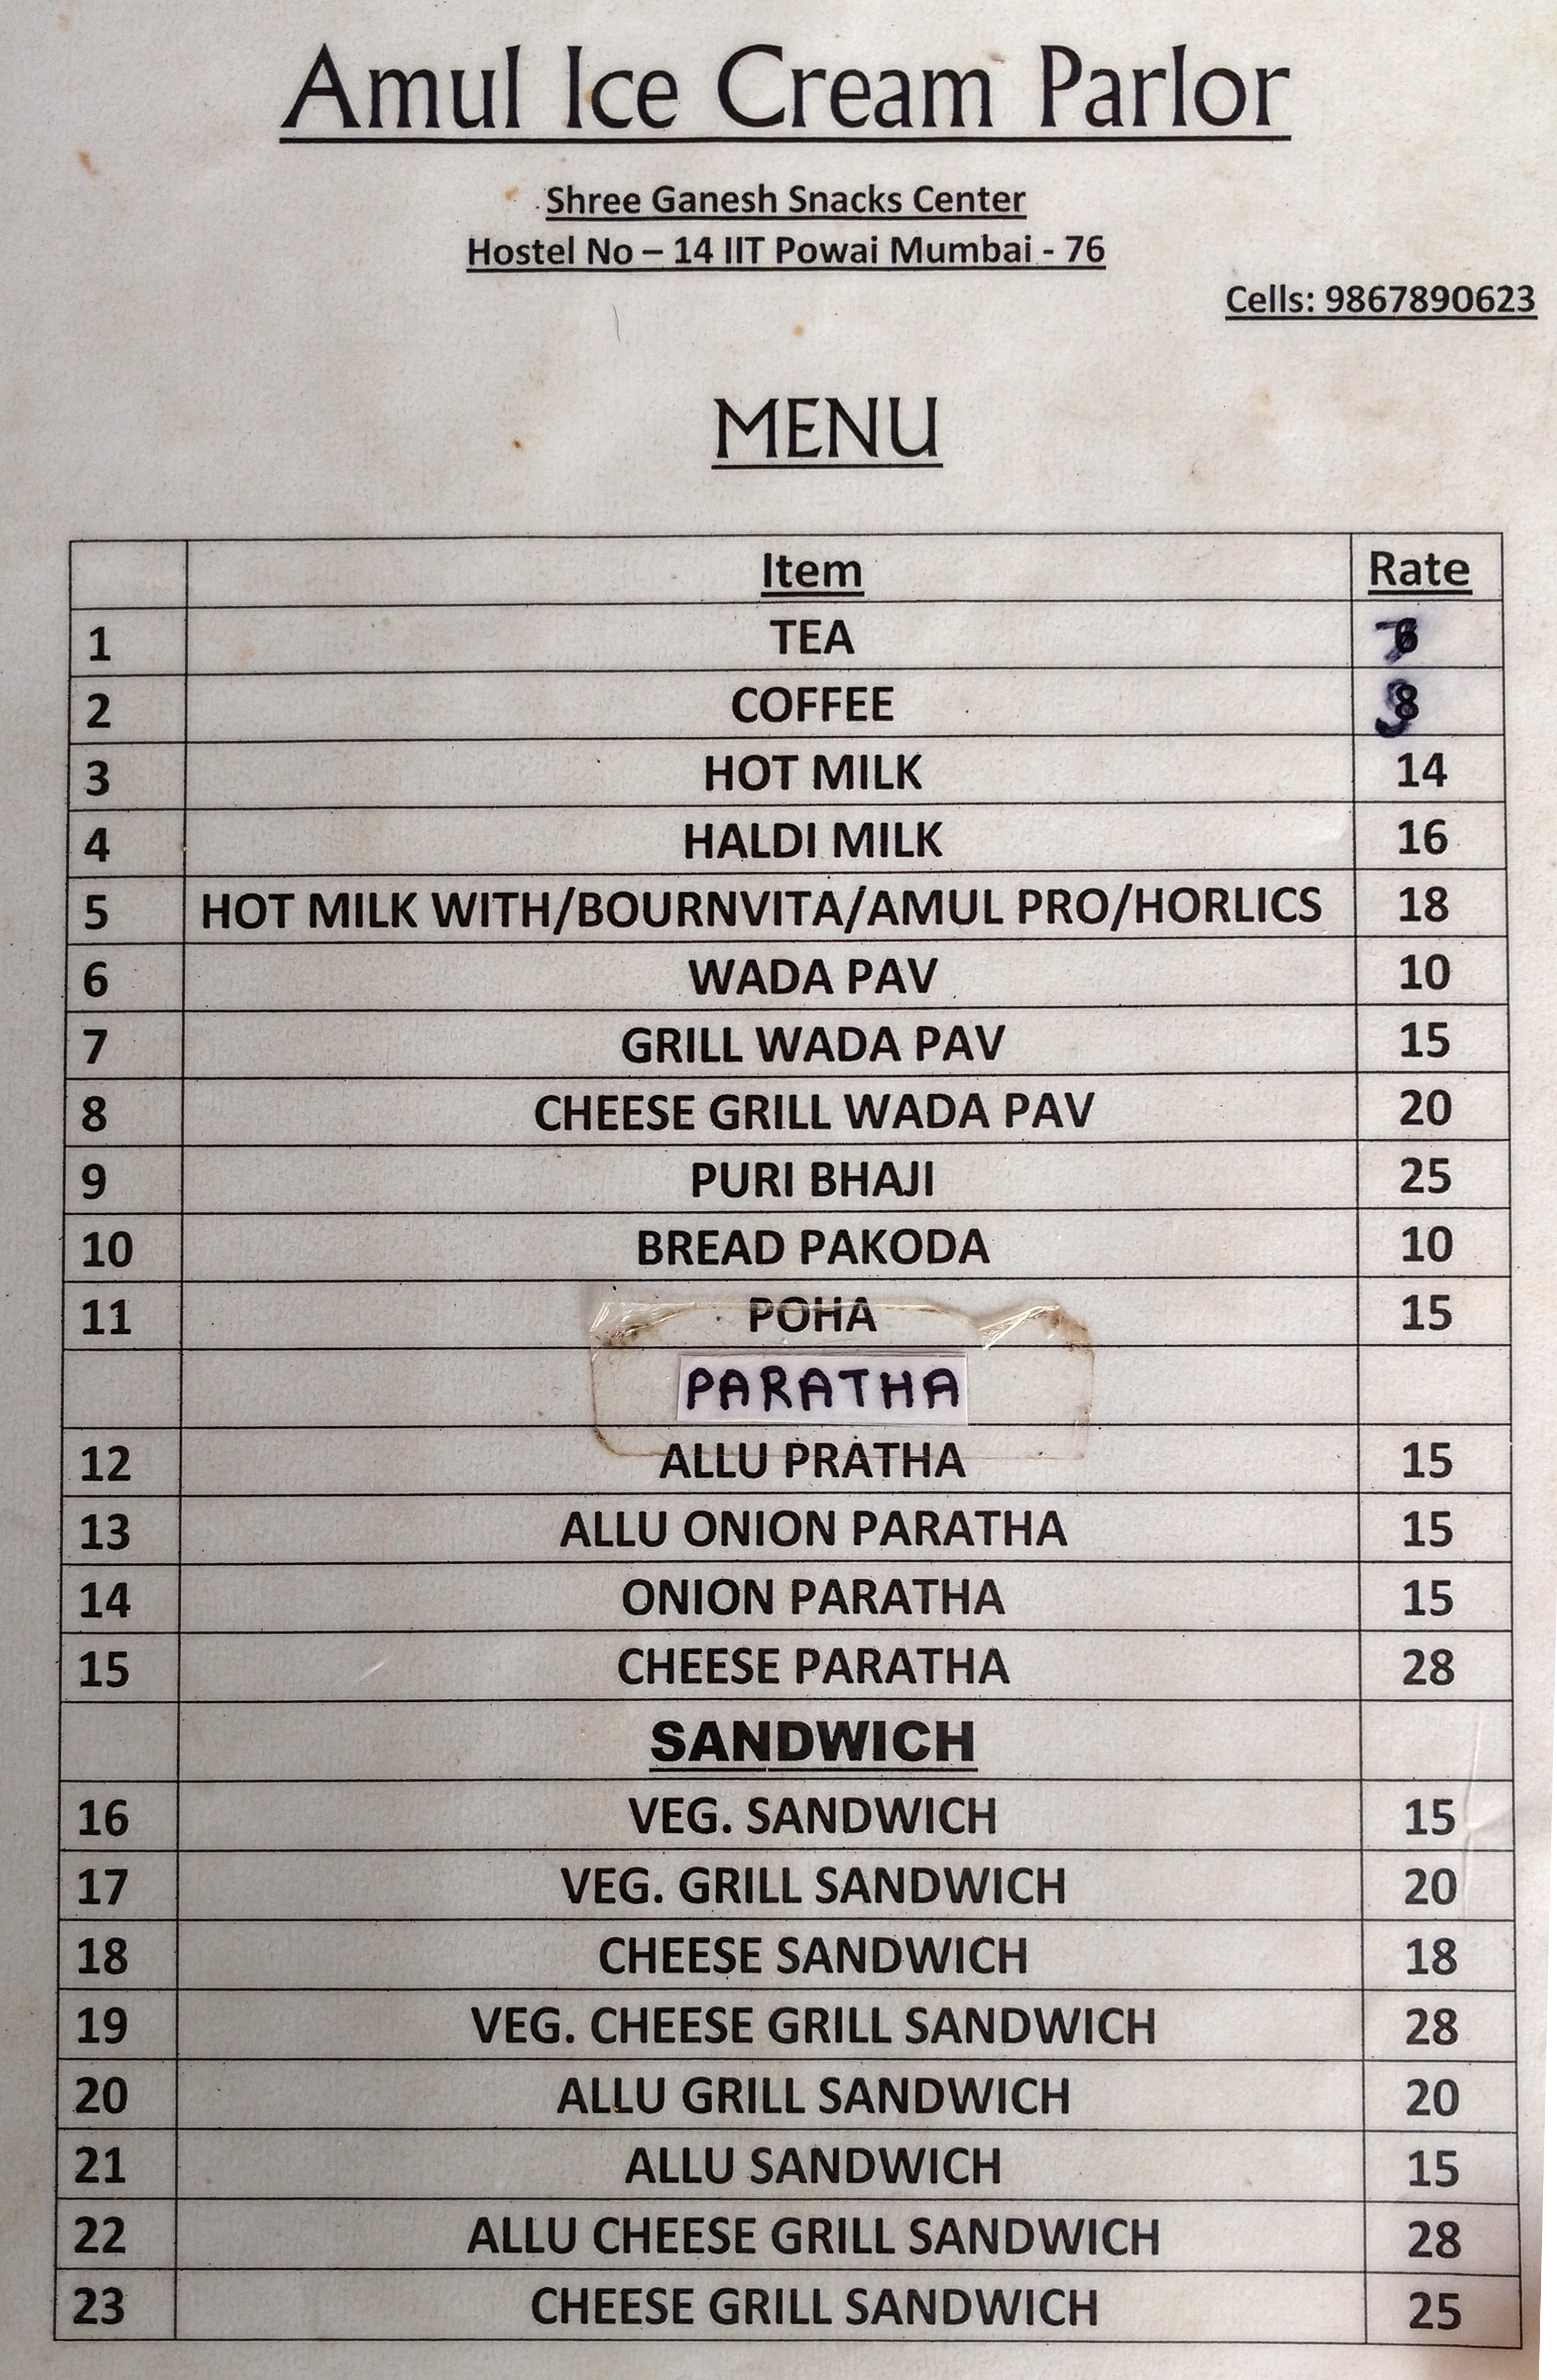 Amul Ice Cream Parlor
Shree Ganesh Snacks Center
Hostel No – 14 IIT Powai Mumbai - 76
Cells: 9867890623
MENU
Item Rate
1 TEA
2 COFFEE
3 HOT MILK 14
4 HALDI MILK 16
5 HOT MILK WITH/BOURNVITA/AMUL PRO/HORLICS 18
6 WADA PAV 10
7 GRILL WADA PAV 15
8 CHEESE GRILL WADA PAV 20
9 PURI BHAJI 25
10 BREAD PAKODA 10
11 POHA 15
PARATHA
12 ALLU PRATHA 15
13 ALLU ONION PARATHA 15
14 ONION PARATHA 15
15 CHEESE PARATHA 28
SANDWICH
16 VEG. SANDWICH 15
17 VEG. GRILL SANDWICH 20
18 CHEESE SANDWICH 18
19 VEG. CHEESE GRILL SANDWICH 28
20 ALLU GRILL SANDWICH 20
21 ALLU SANDWICH 15
22 ALLU CHEESE GRILL SANDWICH 28
23 CHEESE GRILL SANDWICH 25